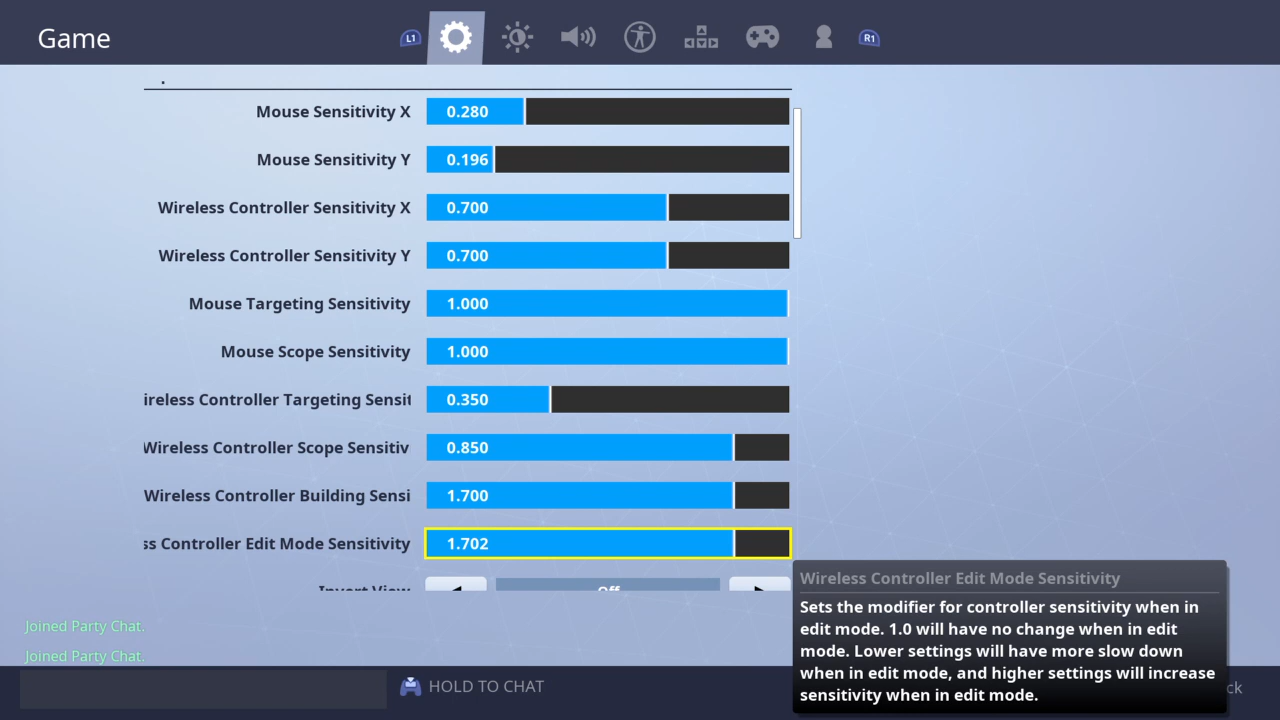 Game
L1
R1
Mouse Sensitivity X
0.280
Mouse Sensitivity Y
0.196
Wireless Controller Sensitivity X
0.700
Wireless Controller Sensitivity Y
0.700
Mouse Targeting Sensitivity
1.000
Mouse Scope Sensitivity
1.000
ireless Controller Targeting Sensit
0.350
Wireless Controller Scope Sensitiv
0.850
Wireless Controller Building Sensi
1.700
ss Controller Edit Mode Sensitivity
1.702
Invert View
Off
Wireless Controller Edit Mode Sensitivity
Sets the modifier for controller sensitivity when in
edit mode. 1.0 will have no change when in edit
mode. Lower settings will have more slow down
when in edit mode, and higher settings will increase
sensitivity when in edit mode.
Joined Party Chat.
Joined Party Chat.
HOLD TO CHAT
ck